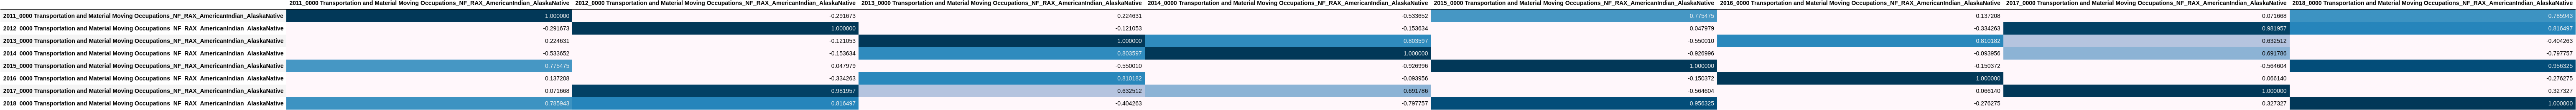 2011_0000 Transportation and Material Moving Occupations_NF_RAX_AmericanIndian_AlaskaNative 2012_0000 Transportation and Material Moving Occupations_NF_RAX_AmericanIndian_AlaskaNative 2013_0000 Transportation and Material Moving Occupations_NF_RAX_AmericanIndian_AlaskaNative 2014_0000 Transportation and Material Moving Occupations_NF_RAX_AmericanIndian_AlaskaNative 2015_0000 Transportation and Material Moving Occupations_NF_RAX_AmericanIndian_AlaskaNative 2016_0000 Transportation and Material Moving Occupations_NF_RAX_AmericanIndian_AlaskaNative 2017_0000 Transportation and Material Moving Occupations_NF_RAX_AmericanIndian_AlaskaNative 2018_0000 Transportation and Material Moving Occupations_NF_RAX_AmericanIndian_AlaskaNative
2011_0000 Transportation and Material Moving Occupations_NF_RAX_AmericanIndian_AlaskaNative 1.000000 -0.291673 0.224631 -0.533652 0.775475 0.137208 0.071668 0.785943
2012_0000 Transportation and Material Moving Occupations_NF_RAX_AmericanIndian_AlaskaNative -0.291673 1.000000 -0.121053 -0.153634 0.047979 -0.334263 0.981957 0.816497
2013_0000 Transportation and Material Moving Occupations_NF_RAX_AmericanIndian_AlaskaNative 0.224631 -0.121053 1.000000 0.803597 -0.550010 0.810182 0.632512 -0.404263
2014_0000 Transportation and Material Moving Occupations_NF_RAX_AmericanIndian_AlaskaNative -0.533652 -0.153634 0.803597 1.000000 -0.926996 -0.093956 0.691786 -0.797757
2015_0000 Transportation and Material Moving Occupations_NF_RAX_AmericanIndian_AlaskaNative 0.775475 0.047979 -0.550010 -0.926996 1.000000 -0.150372 -0.564604 0.956325
2016_0000 Transportation and Material Moving Occupations_NF_RAX_AmericanIndian_AlaskaNative 0.137208 -0.334263 0.810182 -0.093956 -0.150372 1.000000 0.066140 -0.276275
2017_0000 Transportation and Material Moving Occupations_NF_RAX_AmericanIndian_AlaskaNative 0.071668 0.981957 0.632512 0.691786 -0.564604 0.066140 1.000000 0.327327
2018_0000 Transportation and Material Moving Occupations_NF_RAX_AmericanIndian_AlaskaNative 0.785943 0.816497 -0.404263 -0.797757 0.956325 -0.276275 0.327327 1.000000